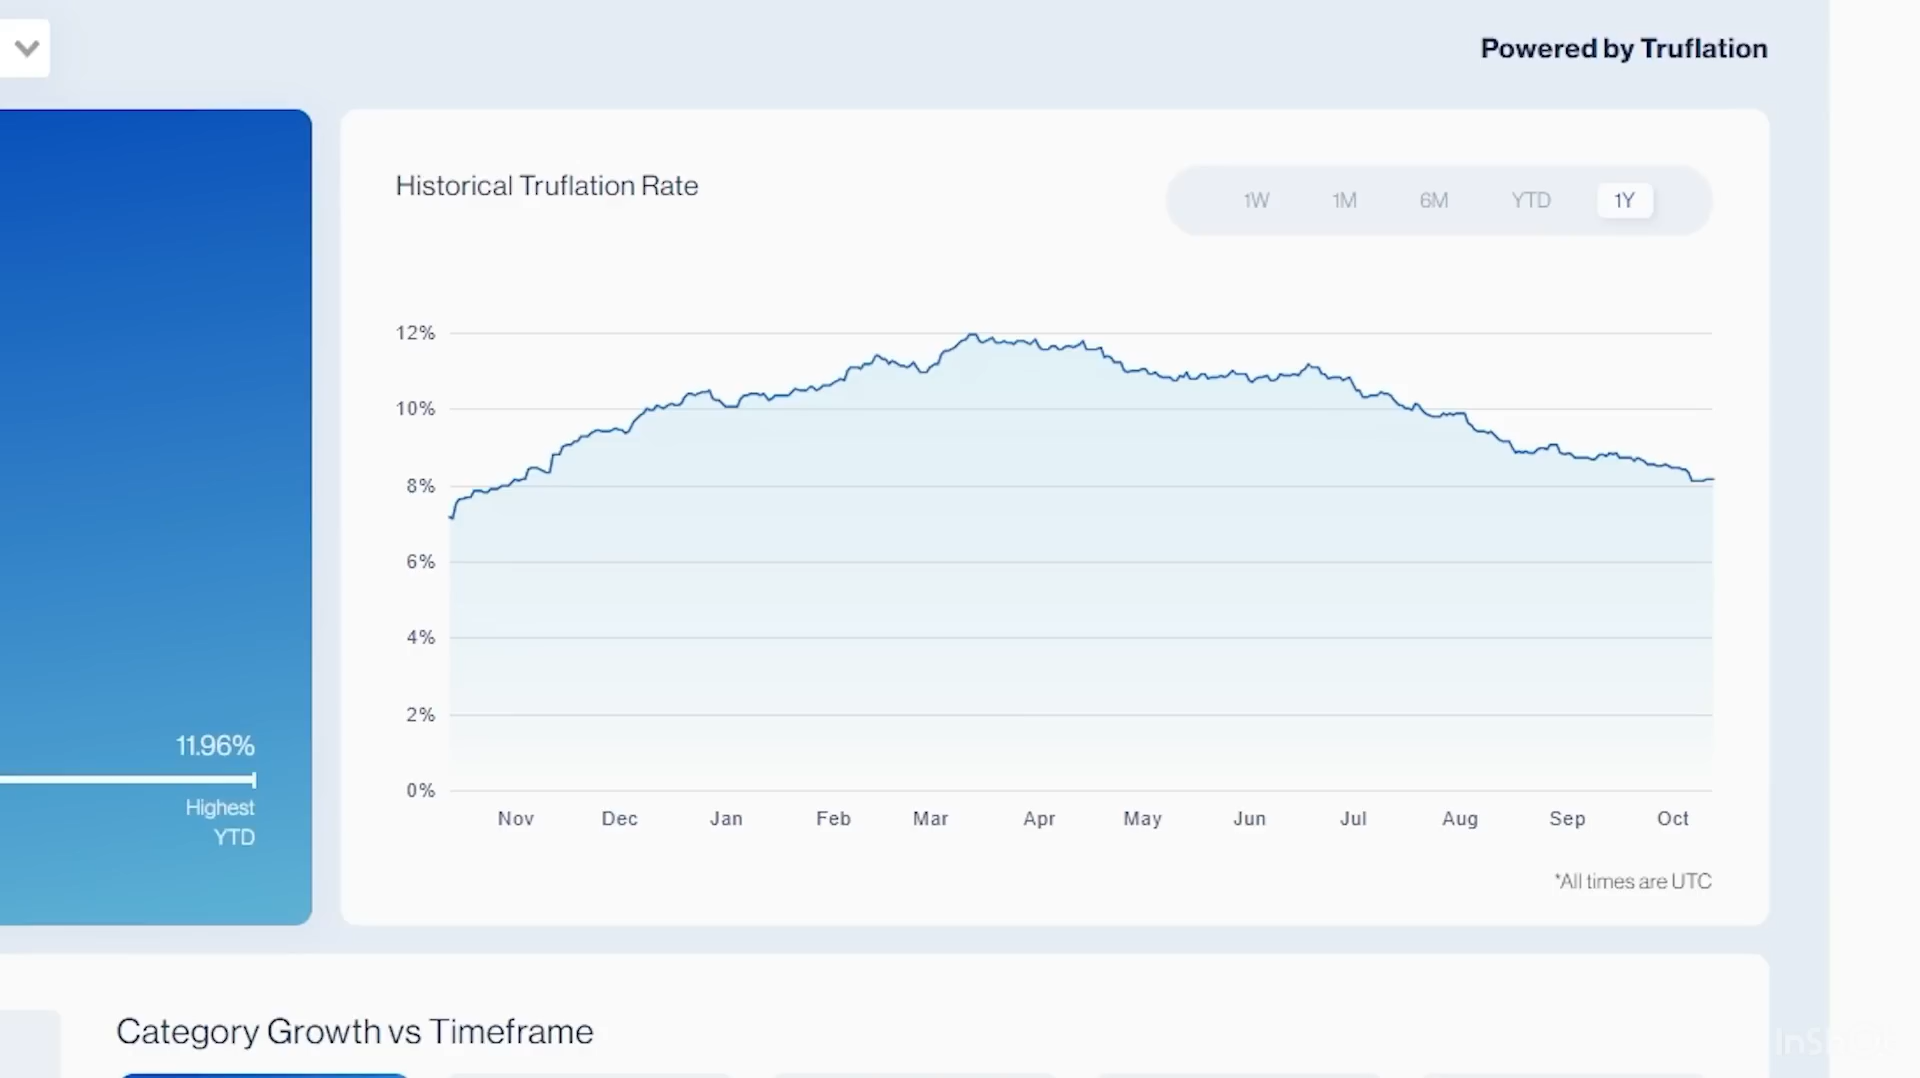 Powered by Truflation
Historical Truflation Rate
1W 1M 6M YTD 1Y
12%
10%
8%
6%
4%
2%
0%
Nov Dec Jan Feb Mar Apr May Jun Jul Aug Sep Oct
*All times are UTC
11.96%
Highest
YTD
Category Growth vs Timeframe